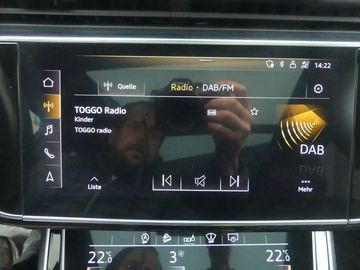 14:22
Quelle
Radio • DAB/FM
TOGGO Radio
Kinder
TOGGO radio
DAB
Liste
Mehr
22°
3
22°